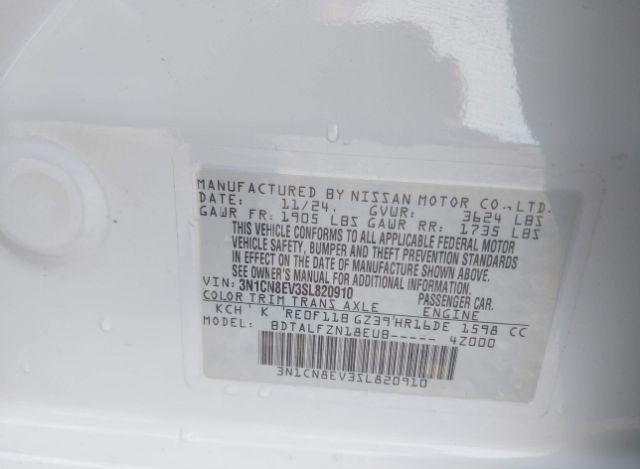 MANUFACTURED BY NISSAN MOTOR CO.,LTD.
DATE: 11/24. GVWR: 3624 LBS
GAWR FR: 1905 LBS GAWR RR: 1735 LBS
THIS VEHICLE CONFORMS TO ALL APPLICABLE FEDERAL MOTOR
VEHICLE SAFETY, BUMPER AND THEFT PREVENTION STANDARDS
IN EFFECT ON THE DATE OF MANUFACTURE SHOWN ABOVE.
SEE OWNER'S MANUAL FOR ADDITIONAL INFORMATION.
VIN: 3N1CN8EV3SL820910 PASSENGER CAR.
COLOR TRIM TRANS AXLE ENGINE
KCH K RE0F11B GZ39 HR16DE 1598 CC
MODEL: BDTALFZN18EUB----- 4Z000
3N1CN8EV3SL820910